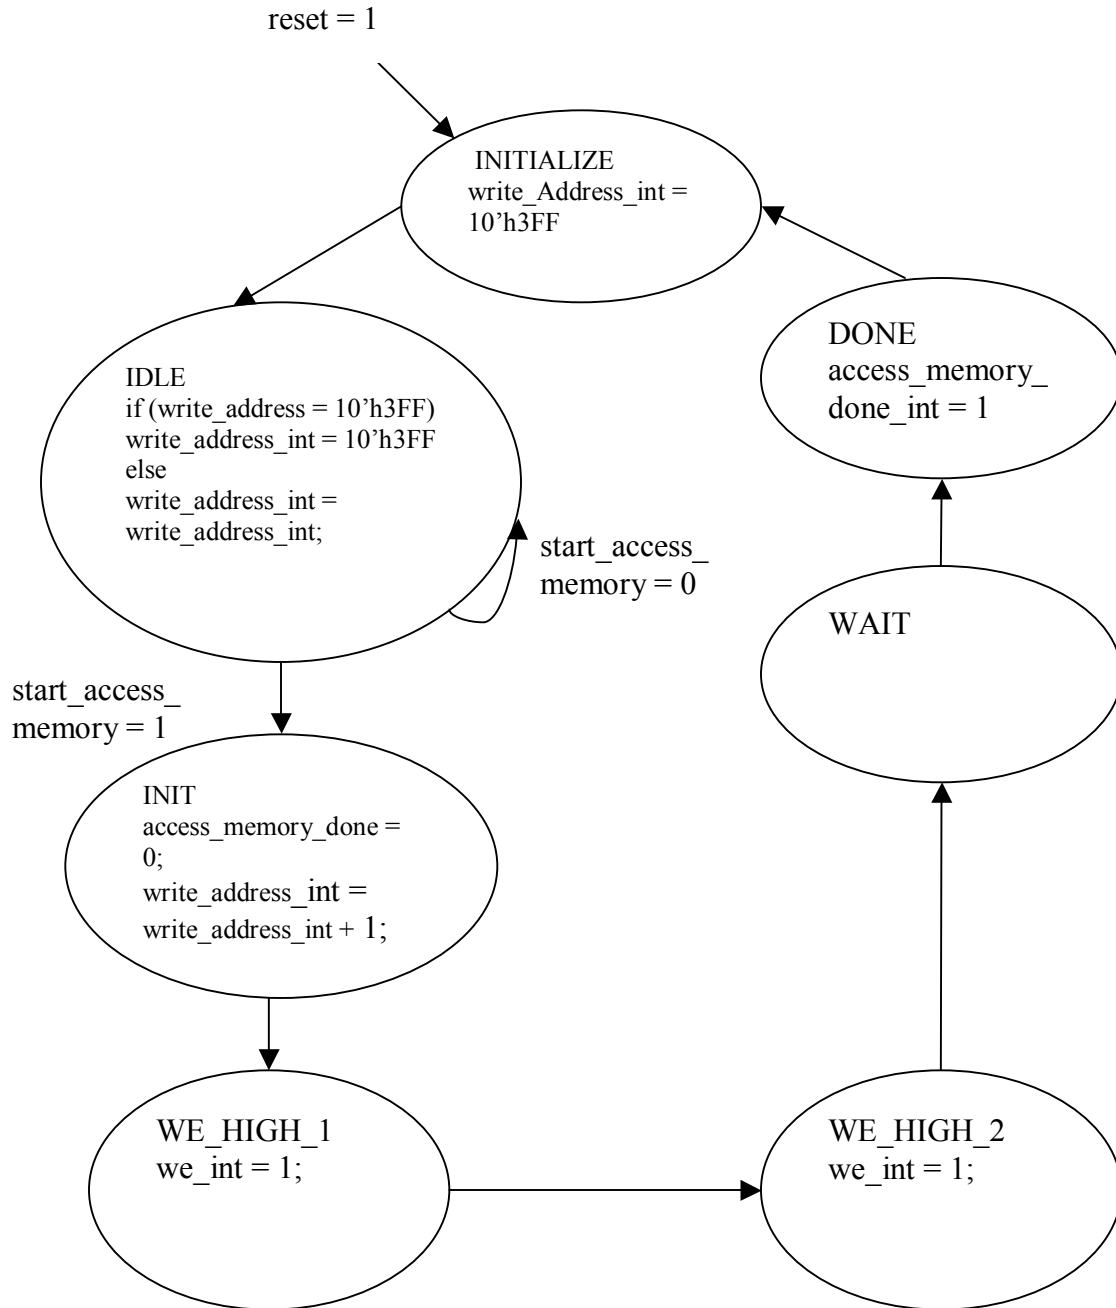 reset = 1
INITIALIZE
write_Address_int =
10’h3FF
DONE
access_memory_
done_int = 1
IDLE
if (write_address = 10’h3FF)
write_address_int = 10’h3FF
else
write_address_int =
write_address_int;
start_access_
memory = 0
WAIT
start_access_
memory = 1
INIT
access_memory_done =
0;
write_address_int =
write_address_int + 1;
WE_HIGH_1
we_int = 1;
WE_HIGH_2
we_int = 1;